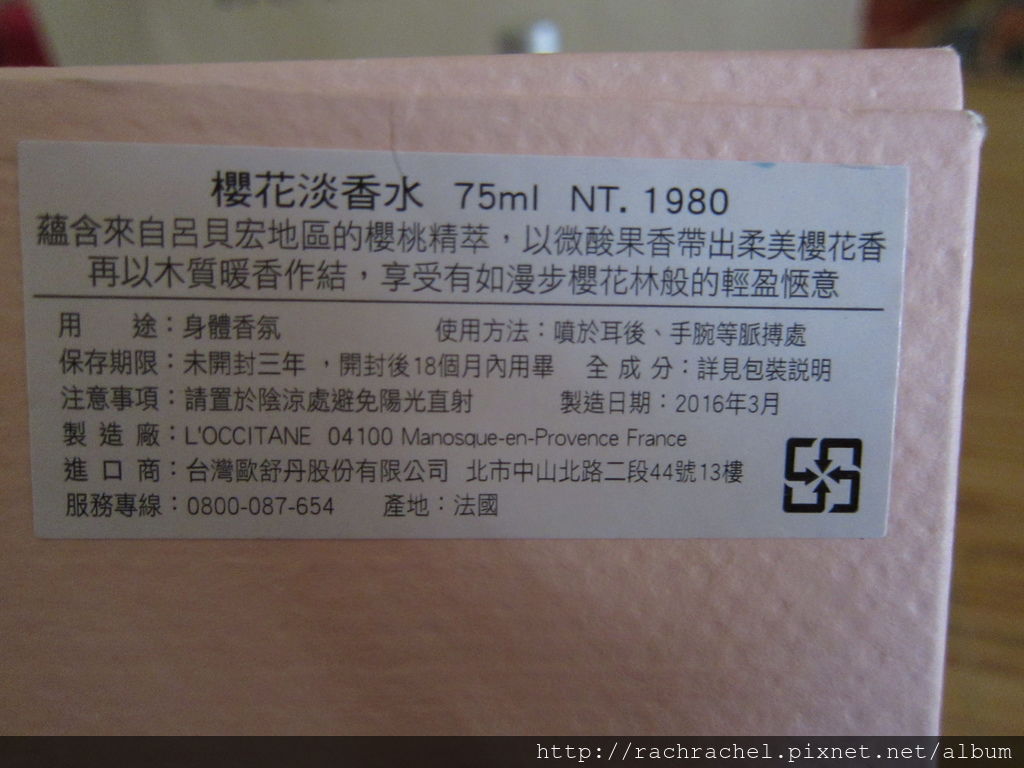 櫻花淡香水 75ml NT. 1980
蘊含來自呂貝宏地區的櫻桃精萃，以微酸果香帶出柔美櫻花香
再以木質暖香作結，享受有如漫步櫻花林般的輕盈愜意
用 途：身體香氛 使用方法：噴於耳後、手腕等脈搏處
保存期限：未開封三年 ，開封後18個月內用畢 全 成 分：詳見包裝說明
注意事項：請置於陰涼處避免陽光直射 製造日期：2016年3月
製 造 廠：L'OCCITANE 04100 Manosque-en-Provence France
進 口 商：台灣歐舒丹股份有限公司 北市中山北路二段44號13樓
服務專線：0800-087-654 產地：法國
http://rachrachel.pixnet.net/album